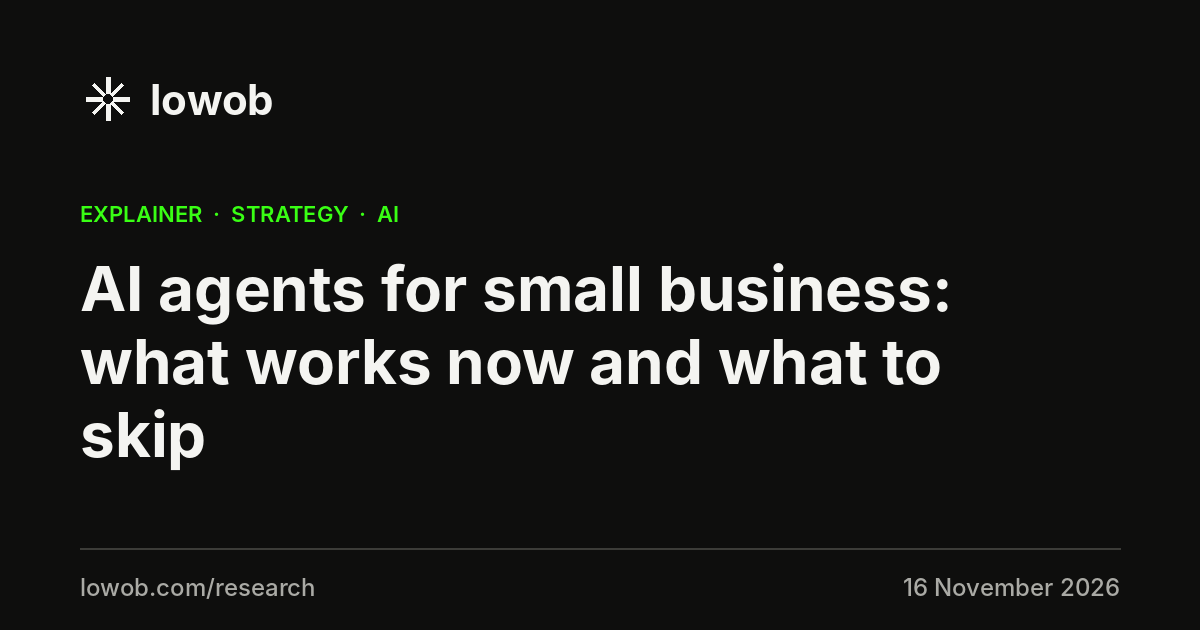 lowob
EXPLAINER · STRATEGY · AI
AI agents for small business:
what works now and what to
skip
lowob.com/research
16 November 2026